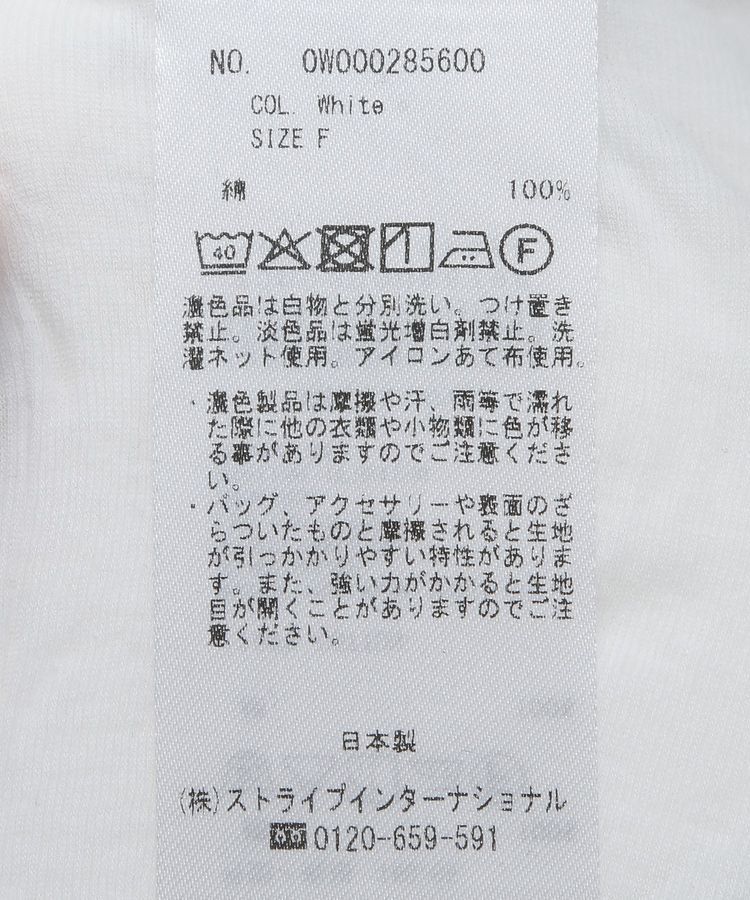 NO. OW000285600
COL. White
SIZE F
綿 100%
40
F
濃色品は白物と分別洗い。つけ置き
禁止。淡色品は蛍光増白剤禁止。洗
濯ネット使用。アイロンあて布使用。
・濃色製品は摩擦や汗、雨等で濡れ
た際に他の衣類や小物類に色が移
る事がありますのでご注意くださ
い。
・バッグ、アクセサリーや表面のざ
らついたものと摩擦されると生地
が引っかかりやすい特性がありま
す。また、強い力がかかると生地
目が開くことがありますのでご注
意ください。
日本製
(株)ストライプインターナショナル
0120-659-591